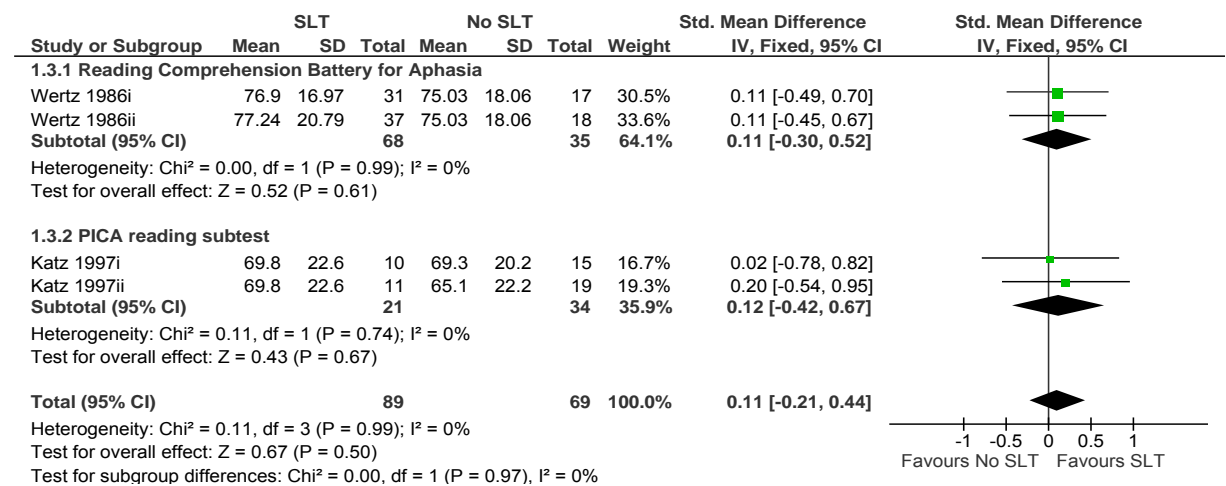 SLT No SLT Std. Mean Difference Std. Mean Difference
Study or Subgroup Mean SD Total Mean SD Total Weight IV, Fixed, 95% CI IV, Fixed, 95% CI
1.3.1 Reading Comprehension Battery for Aphasia
Wertz 1986i 76.9 16.97 31 75.03 18.06 17 30.5% 0.11 [-0.49, 0.70]
Wertz 1986ii 77.24 20.79 37 75.03 18.06 18 33.6% 0.11 [-0.45, 0.67]
Subtotal (95% CI) 68 35 64.1% 0.11 [-0.30, 0.52]
Heterogeneity: Chi² = 0.00, df = 1 (P = 0.99); I² = 0%
Test for overall effect: Z = 0.52 (P = 0.61)
1.3.2 PICA reading subtest
Katz 1997i 69.8 22.6 10 69.3 20.2 15 16.7% 0.02 [-0.78, 0.82]
Katz 1997ii 69.8 22.6 11 65.1 22.2 19 19.3% 0.20 [-0.54, 0.95]
Subtotal (95% CI) 21 34 35.9% 0.12 [-0.42, 0.67]
Heterogeneity: Chi² = 0.11, df = 1 (P = 0.74); I² = 0%
Test for overall effect: Z = 0.43 (P = 0.67)
Total (95% CI) 89 69 100.0% 0.11 [-0.21, 0.44]
Heterogeneity: Chi² = 0.11, df = 3 (P = 0.99); I² = 0%
Test for overall effect: Z = 0.67 (P = 0.50)
Test for subgroup differences: Chi² = 0.00, df = 1 (P = 0.97), I² = 0%
-1 -0.5 0 0.5 1
Favours No SLT Favours SLT